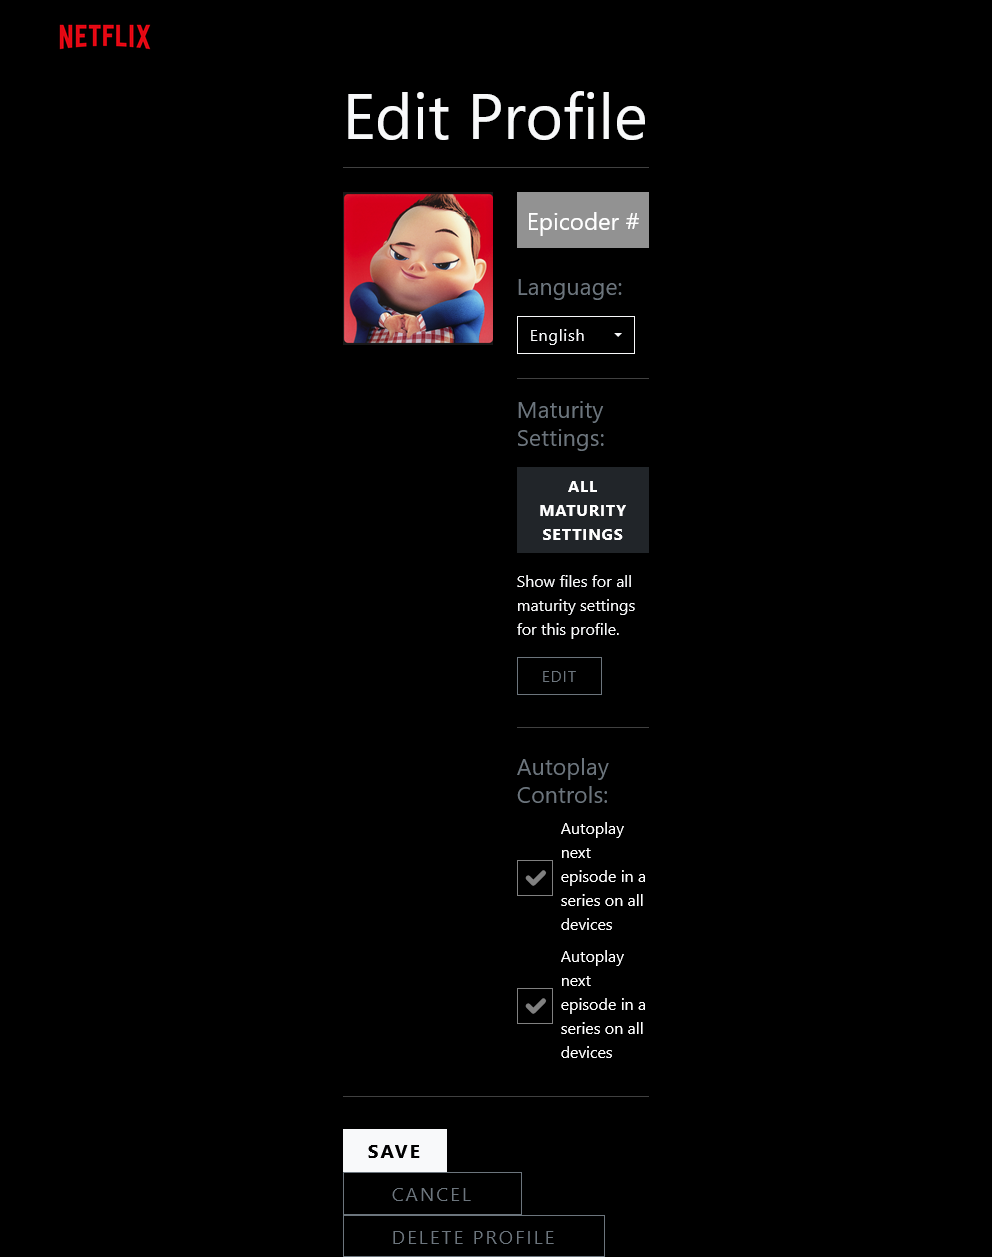 NETFLIX
Edit Profile
Epicoder #
Language:
English
Maturity
Settings:
ALL
MATURITY
SETTINGS
Show files for all
maturity settings
for this profile.
EDIT
Autoplay
Controls:
Autoplay
next
episode in a
series on all
devices
Autoplay
next
episode in a
series on all
devices
SAVE
CANCEL
DELETE PROFILE